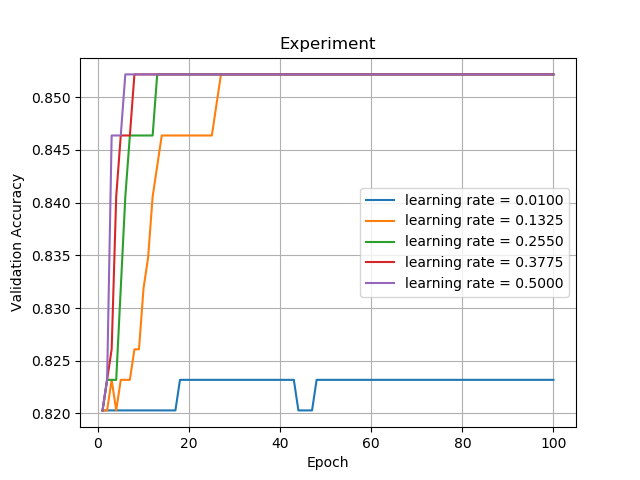 Experiment
Validation Accuracy
0.850
0.845
0.840
0.835
0.830
0.825
0.820
learning rate = 0.0100
learning rate = 0.1325
learning rate = 0.2550
learning rate = 0.3775
learning rate = 0.5000
0 20 40 60 80 100
Epoch